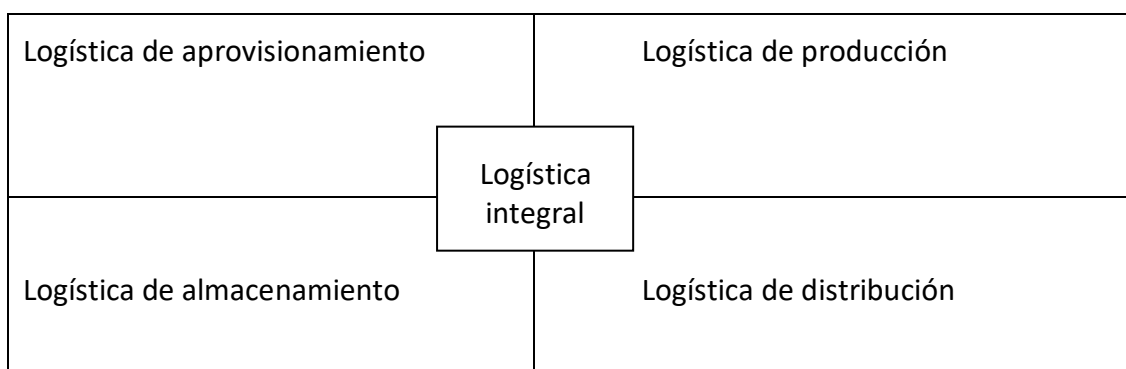 Logística de aprovisionamiento
Logística de producción
Logística
integral
Logística de almacenamiento
Logística de distribución